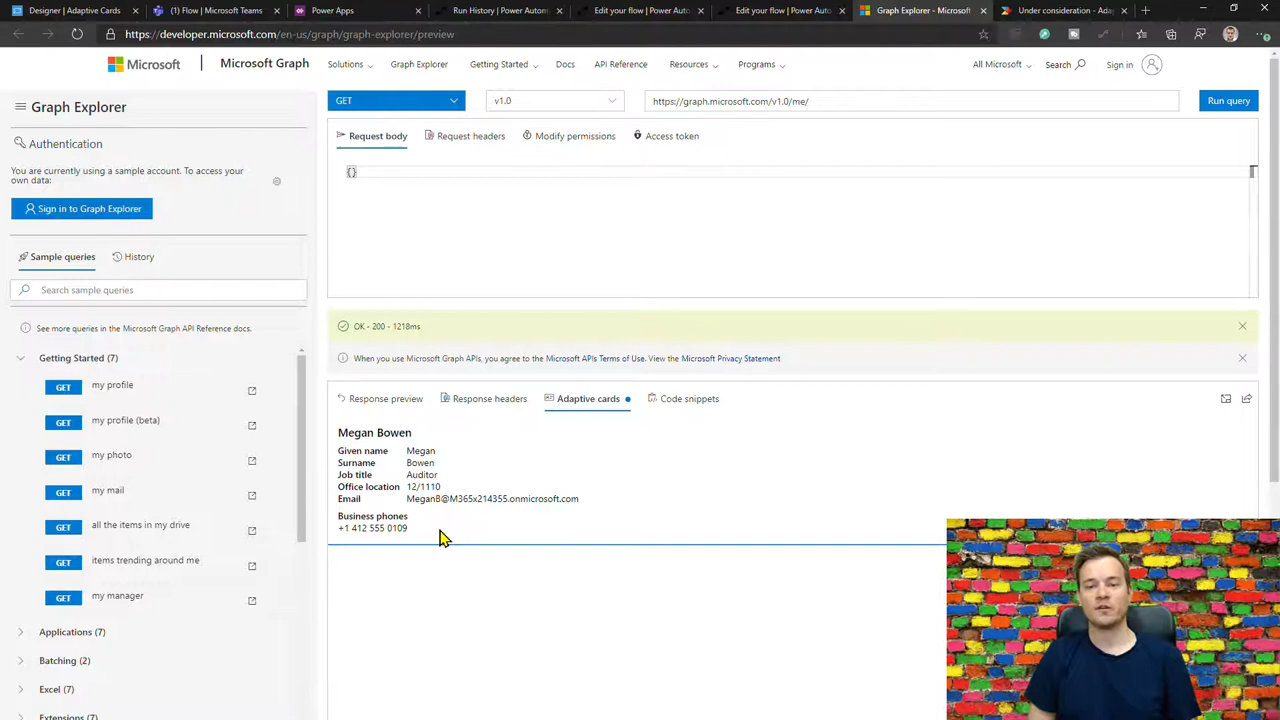 Designer | Adaptive Cards
(1) Flow | Microsoft Teams
Power Apps
Run History | Power Autom
Edit your flow | Power Auto
Edit your flow | Power Auto
Graph Explorer - Microsoft
Under consideration - Adap
https://developer.microsoft.com/en-us/graph/graph-explorer/preview
Microsoft
Microsoft Graph
Solutions
Graph Explorer
Getting Started
Docs
API Reference
Resources
Programs
All Microsoft
Search
Sign in
Graph Explorer
GET
v1.0
https://graph.microsoft.com/v1.0/me/
Run query
Authentication
You are currently using a sample account. To access your
own data:
Sign in to Graph Explorer
Request body
Request headers
Modify permissions
Access token
{}
Sample queries
History
Search sample queries
See more queries in the Microsoft Graph API Reference docs.
Getting Started (7)
GET my profile
GET my profile (beta)
GET my photo
GET my mail
GET all the items in my drive
GET items trending around me
GET my manager
Applications (7)
Batching (2)
Excel (7)
Extensions (7)
OK - 200 - 1218ms
When you use Microsoft Graph APIs, you agree to the Microsoft APIs Terms of Use. View the Microsoft Privacy Statement
Response preview
Response headers
Adaptive cards
Code snippets
Megan Bowen
Given name Megan
Surname Bowen
Job title Auditor
Office location 12/1110
Email MeganB@M365x214355.onmicrosoft.com
Business phones
+1 412 555 0109